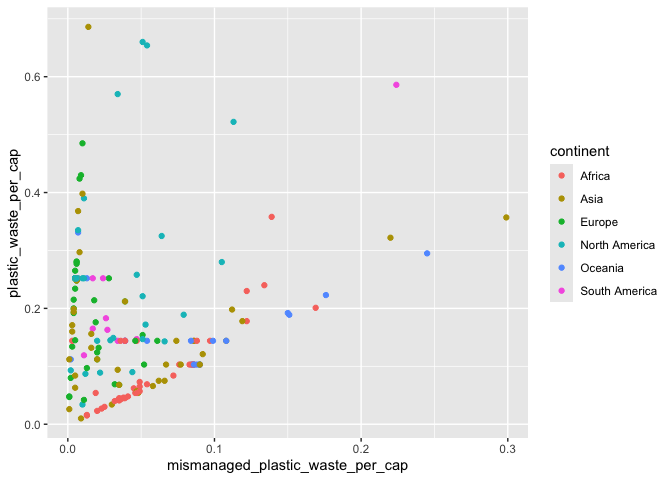 0.6
0.4
0.2
0.0
plastic_waste_per_cap
0.0
0.1
0.2
0.3
mismanaged_plastic_waste_per_cap
continent
Africa
Asia
Europe
North America
Oceania
South America